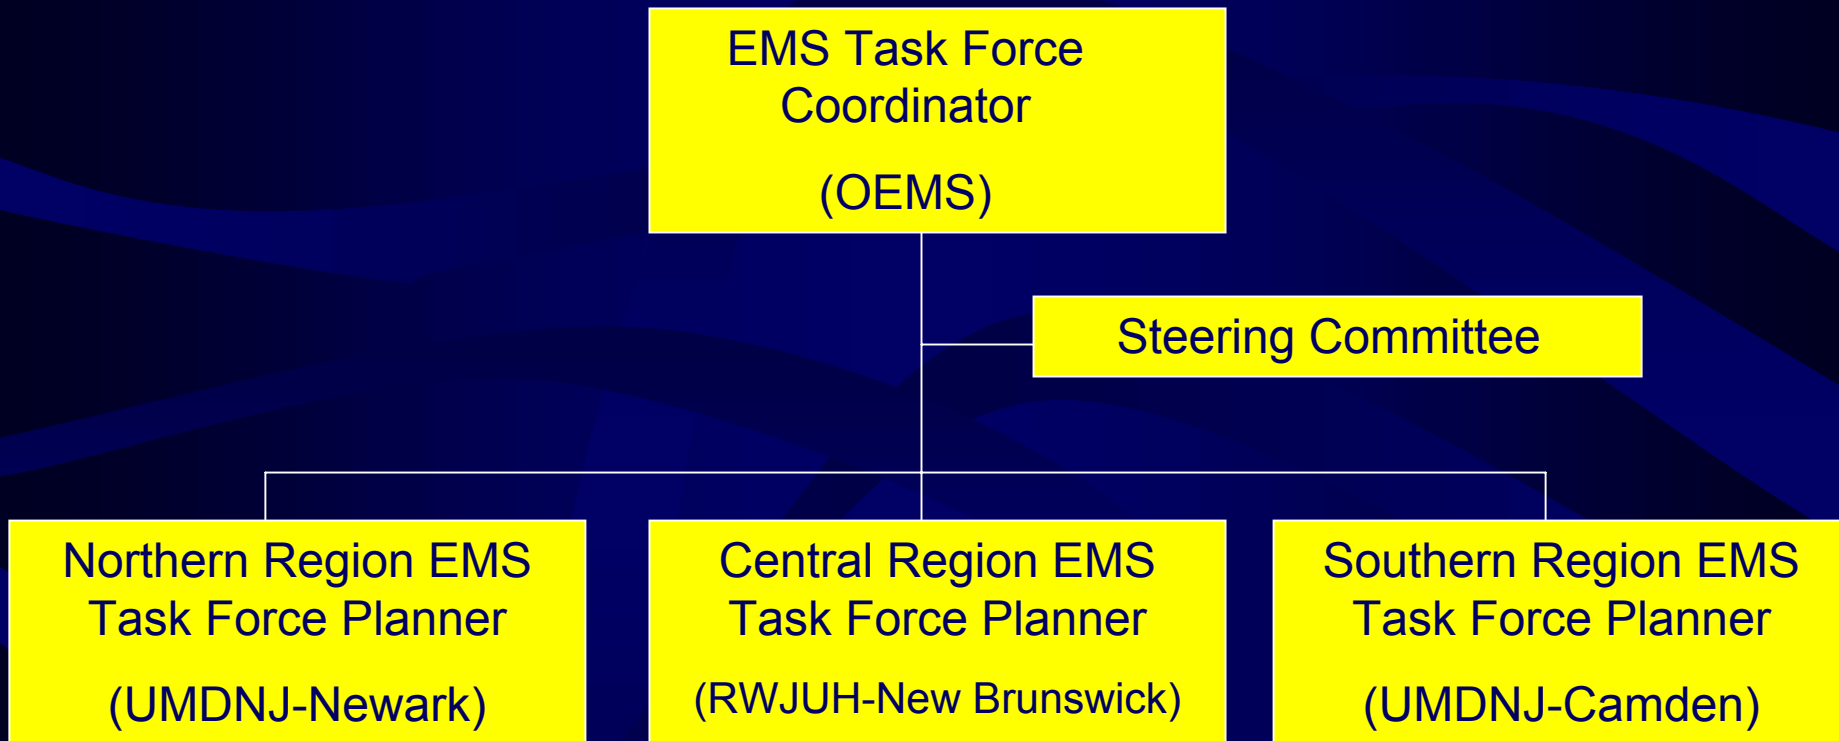 EMS Task Force
Coordinator
(OEMS)
Steering Committee
Northern Region EMS
Task Force Planner
(UMDNJ-Newark)
Central Region EMS
Task Force Planner
(RWJUH-New Brunswick)
Southern Region EMS
Task Force Planner
(UMDNJ-Camden)